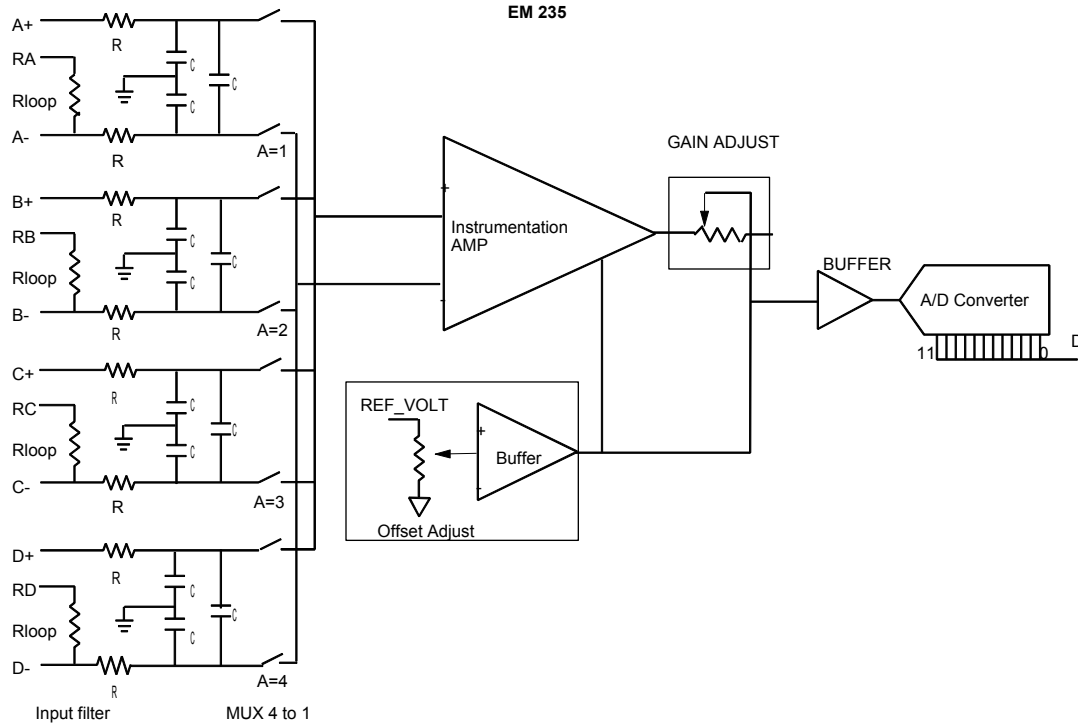 EM 235
A+
R
RA
C
C
C
Rloop
A-
R
A=1
B+
R
RB
C
C
C
Rloop
B-
R
A=2
C+
R
RC
C
C
C
Rloop
C-
R
A=3
D+
R
RD
C
C
C
Rloop
D-
R
A=4
Input filter
MUX 4 to 1
+
Instrumentation
AMP
-
GAIN ADJUST
REF_VOLT
+
Buffer
-
Offset Adjust
BUFFER
A/D Converter
11
0
D